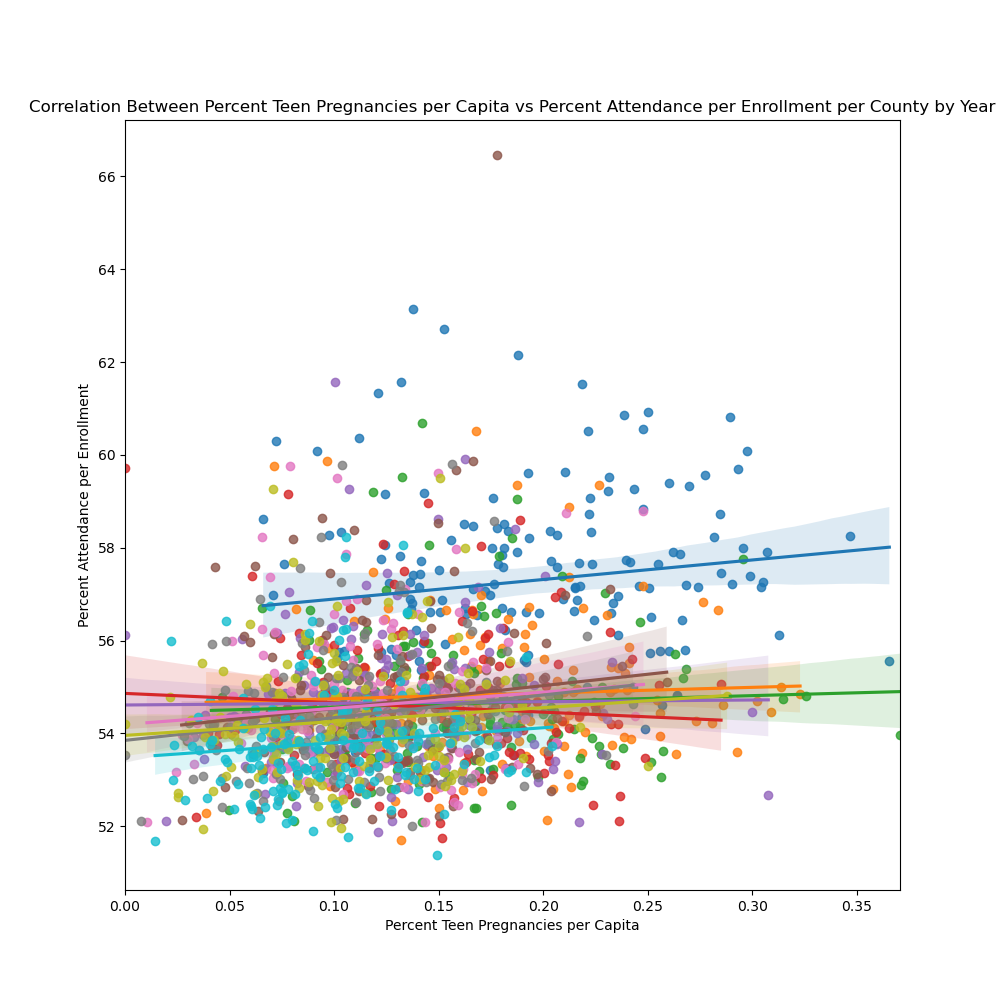 Correlation Between Percent Teen Pregnancies per Capita vs Percent Attendance per Enrollment per County by Year
66
64
62
60
58
56
54
52
Percent Attendance per Enrollment
0.00 0.05 0.10 0.15 0.20 0.25 0.30 0.35
Percent Teen Pregnancies per Capita